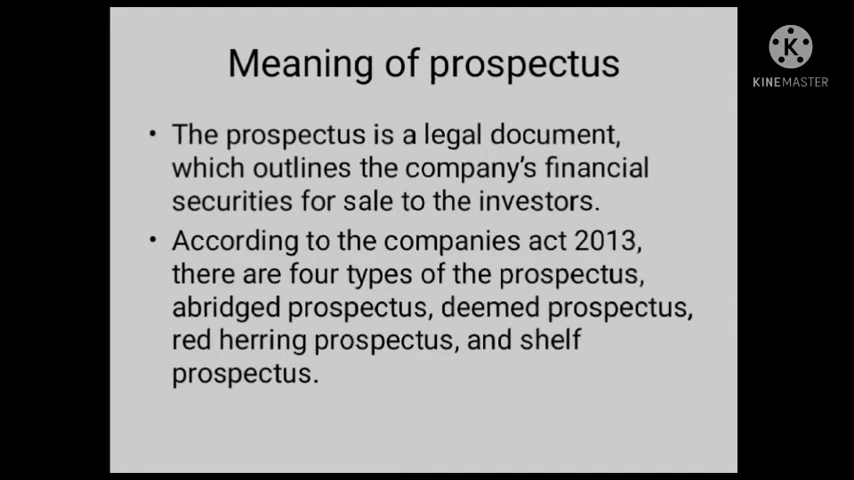 Meaning of prospectus
K
KINEMASTER
• The prospectus is a legal document,
which outlines the company's financial
securities for sale to the investors.
• According to the companies act 2013,
there are four types of the prospectus,
abridged prospectus, deemed prospectus,
red herring prospectus, and shelf
prospectus.